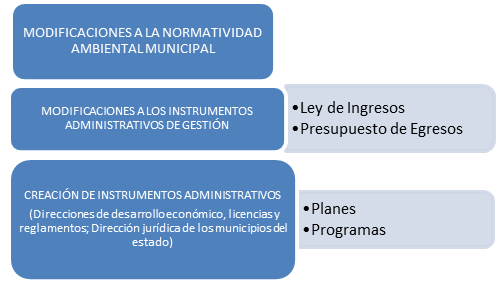 MODIFICACIONES A LA NORMATIVIDAD
AMBIENTAL MUNICIPAL
MODIFICACIONES A LOS INSTRUMENTOS
ADMINISTRATIVOS DE GESTIÓN
•Ley de Ingresos
•Presupuesto de Egresos
CREACIÓN DE INSTRUMENTOS ADMINISTRATIVOS
(Direcciones de desarrollo económico, licencias y
reglamentos; Dirección jurídica de los municipios del
estado)
•Planes
•Programas